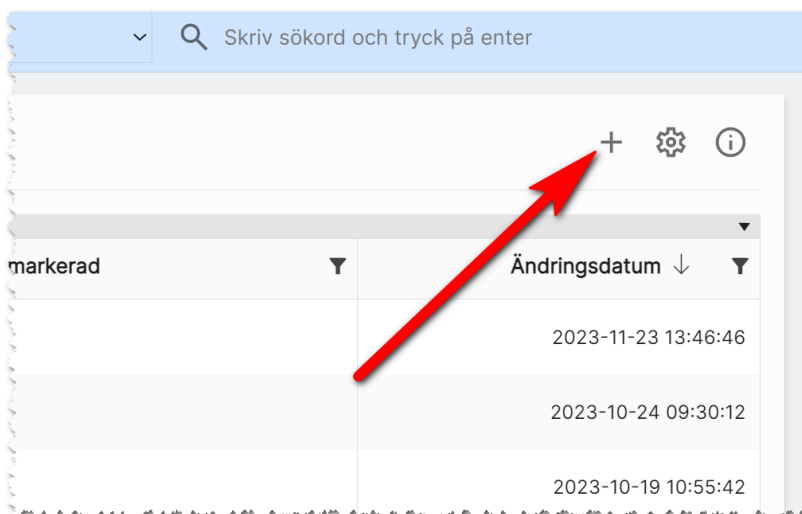 Skriv sökord och tryck på enter
markerad
Ändringsdatum
2023-11-23 13:46:46
2023-10-24 09:30:12
2023-10-19 10:55:42